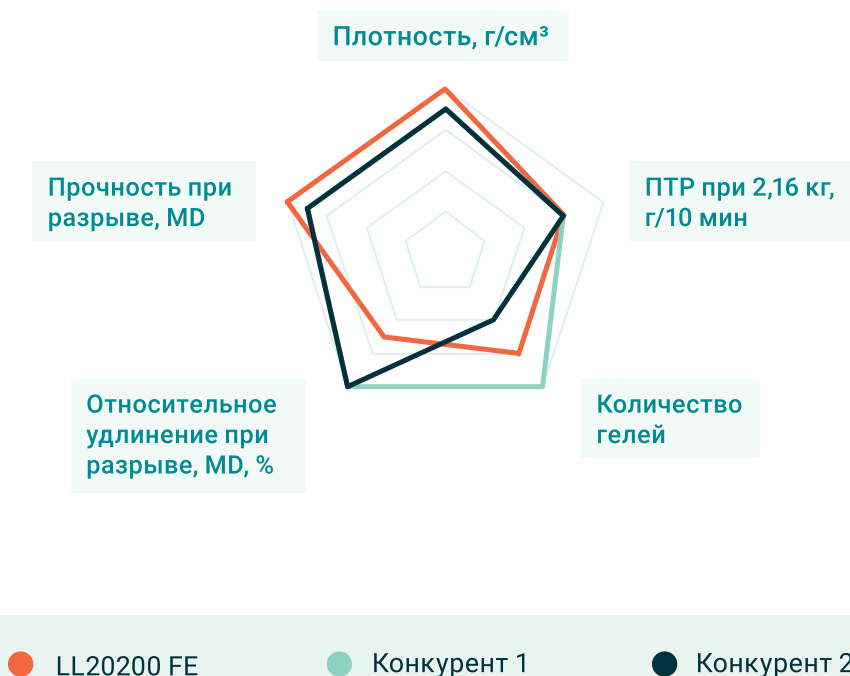 Плотность, г/см³
Прочность при
разрыве, MD
ПТР при 2,16 кг,
г/10 мин
Относительное
удлинение при
разрыве, MD, %
Количество
гелей
LL20200 FE
Конкурент 1
Конкурент 2